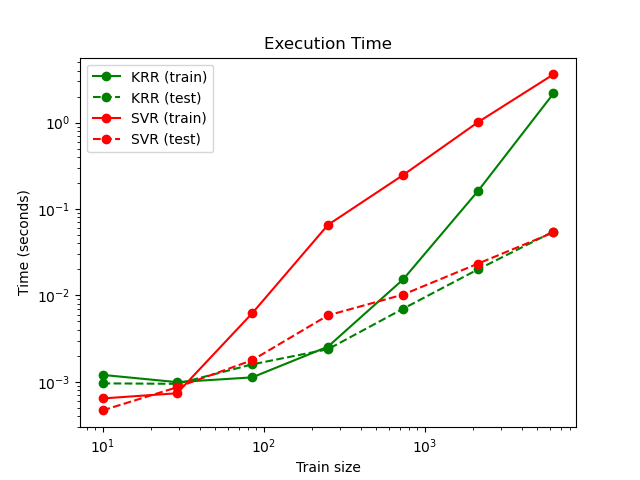 Execution Time
KRR (train)
KRR (test)
SVR (train)
SVR (test)
10⁰
10⁻¹
10⁻²
10⁻³
Time (seconds)
10¹ 10² 10³
Train size